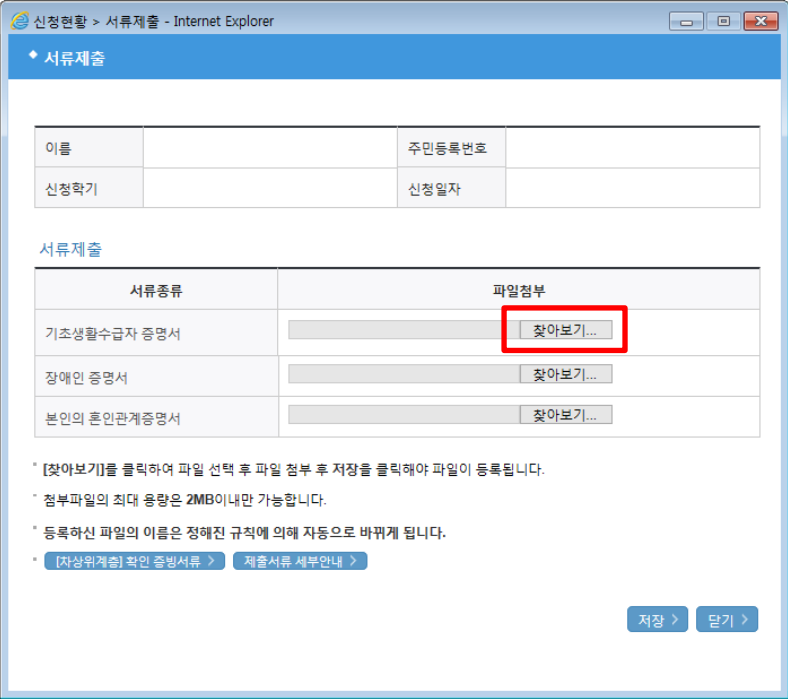 신청현황 > 서류제출 - Internet Explorer
서류제출
이름 주민등록번호
신청학기 신청일자
서류제출
서류종류 파일첨부
기초생활수급자 증명서 찾아보기...
장애인 증명서 찾아보기...
본인의 혼인관계증명서 찾아보기...
[찾아보기]를 클릭하여 파일 선택 후 파일 첨부 후 저장을 클릭해야 파일이 등록됩니다.
첨부파일의 최대 용량은 2MB이내만 가능합니다.
등록하신 파일의 이름은 정해진 규칙에 의해 자동으로 바뀌게 됩니다.
[차상위계층] 확인 증빙서류 > 제출서류 세부안내 >
저장 > 닫기 >